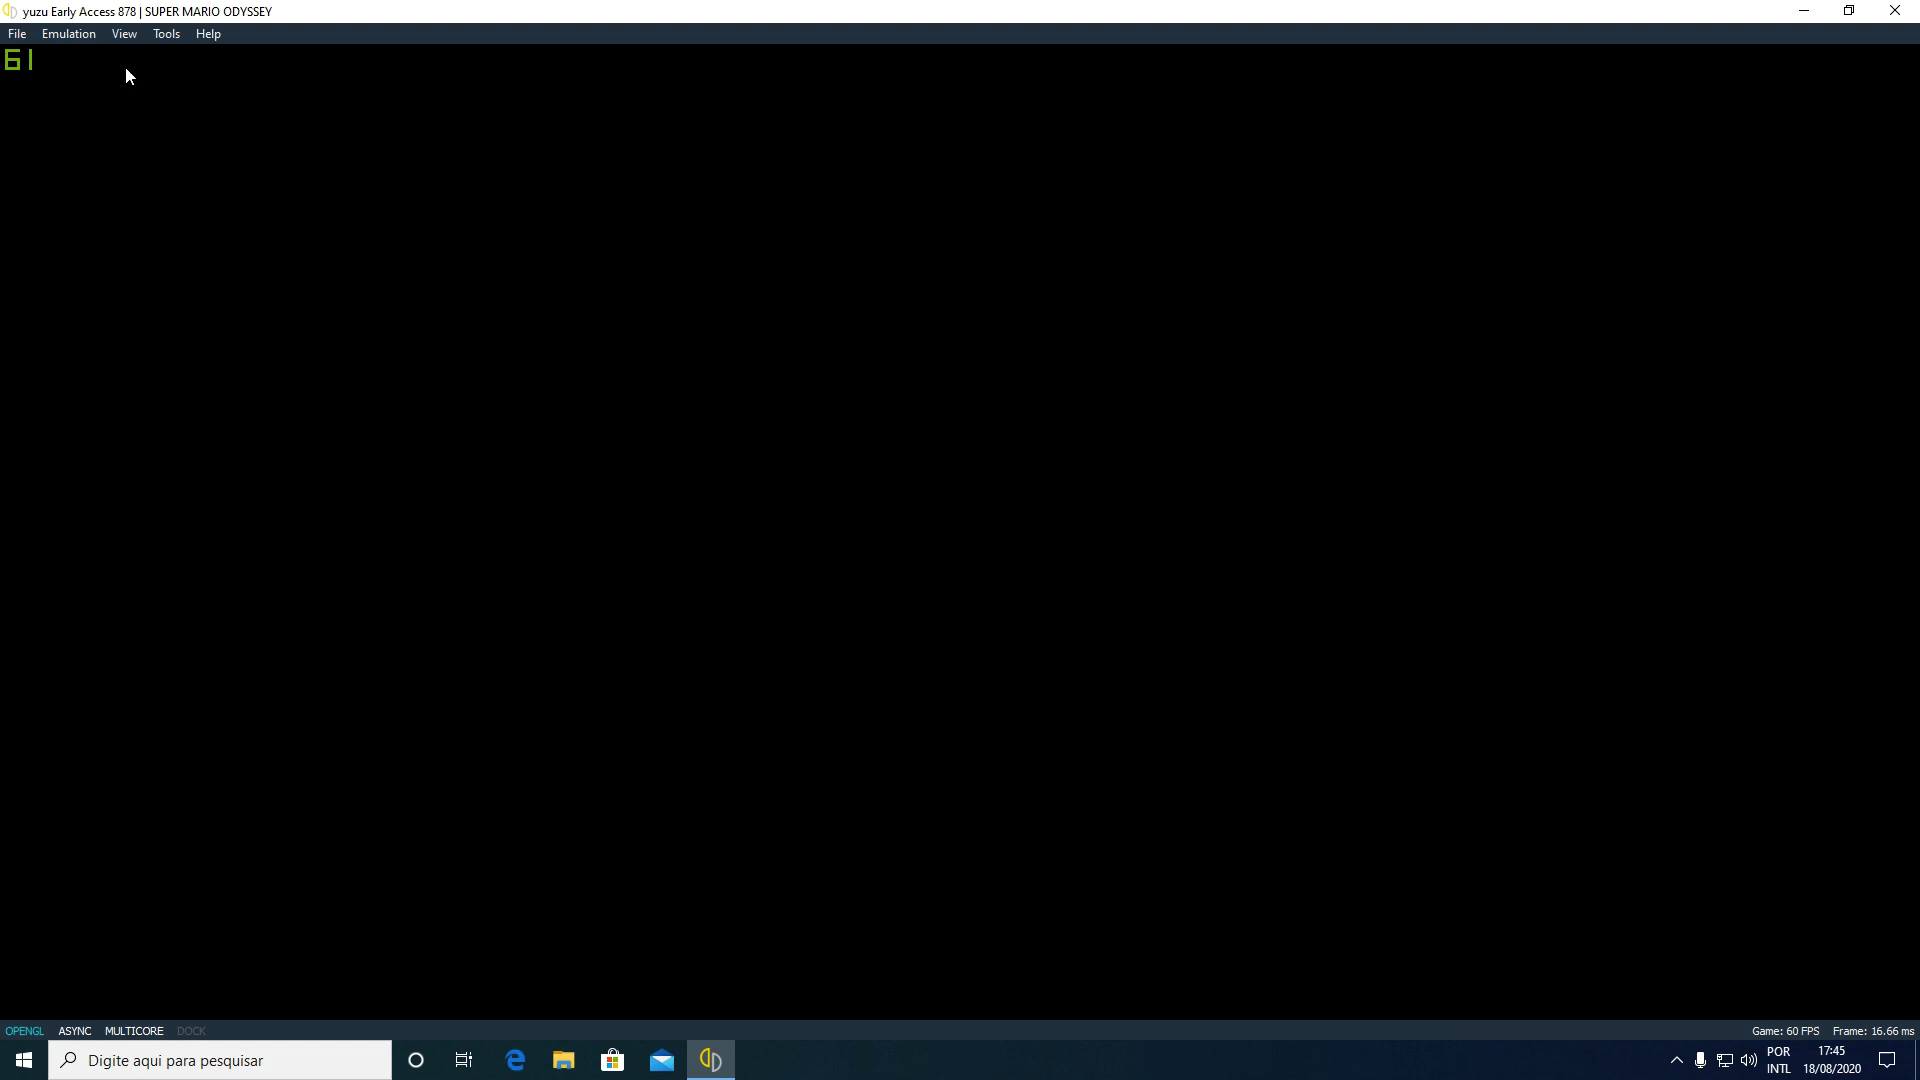 yuzu Early Access 878 | SUPER MARIO ODYSSEY
File Emulation View Tools Help
61
OPENGL ASYNC MULTICORE DOCK Game: 60 FPS Frame: 16.66 ms
Digite aqui para pesquisar
POR 17:45
INTL 18/08/2020